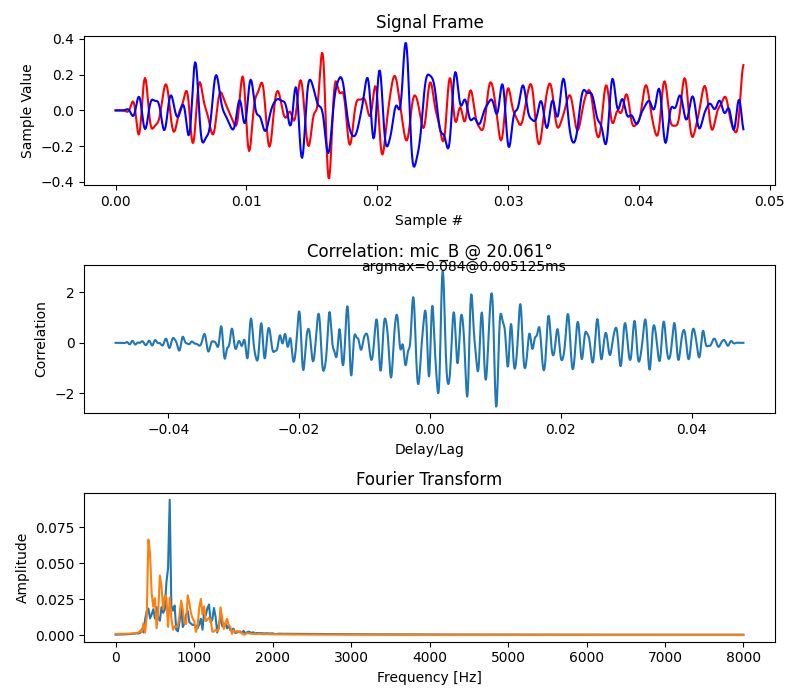 Signal Frame
Sample Value
0.4
0.2
0.0
−0.2
−0.4
0.00 0.01 0.02 0.03 0.04 0.05
Sample #
Correlation: mic_B @ 20.061°
argmax=0.084@0.005125ms
Correlation
2
0
−2
−0.04 −0.02 0.00 0.02 0.04
Delay/Lag
Fourier Transform
Amplitude
0.075
0.050
0.025
0.000
0 1000 2000 3000 4000 5000 6000 7000 8000
Frequency [Hz]